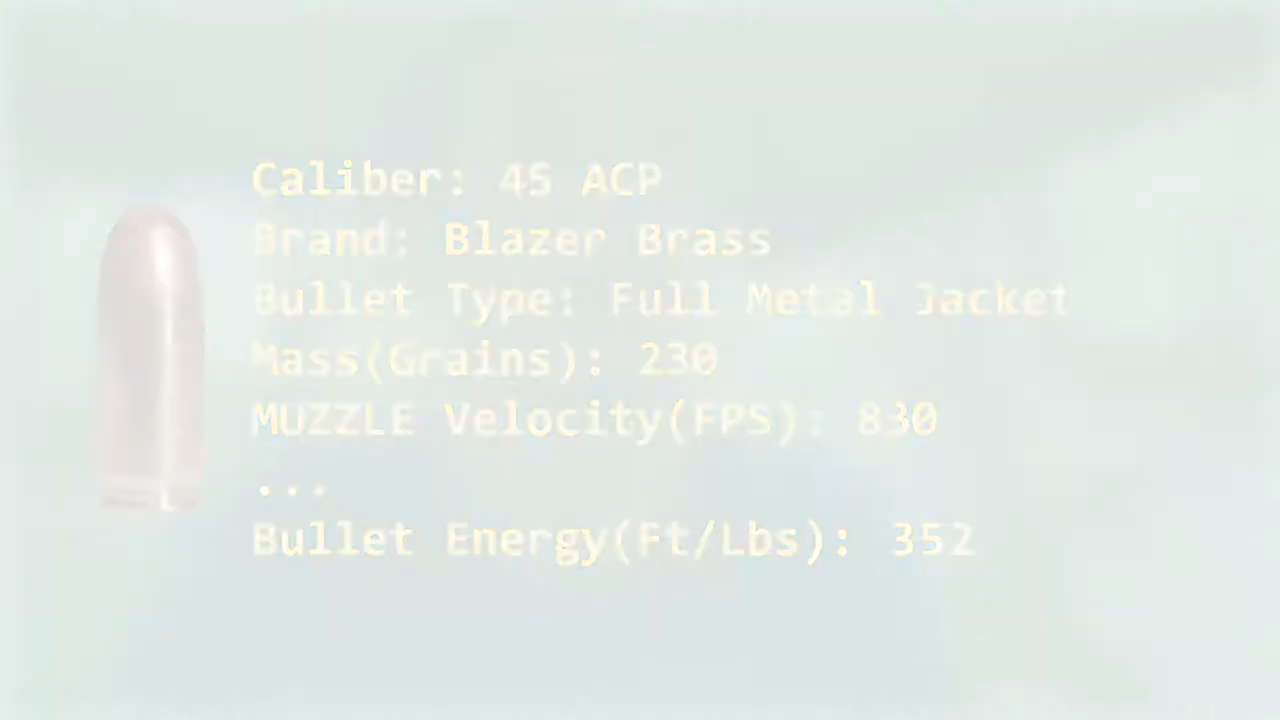 Caliber: 45 ACP
Brand: Blazer Brass
Bullet Type: Full Metal Jacket
Mass(Grains): 230
MUZZLE Velocity(FPS): 830
...
Bullet Energy(Ft/Lbs): 352